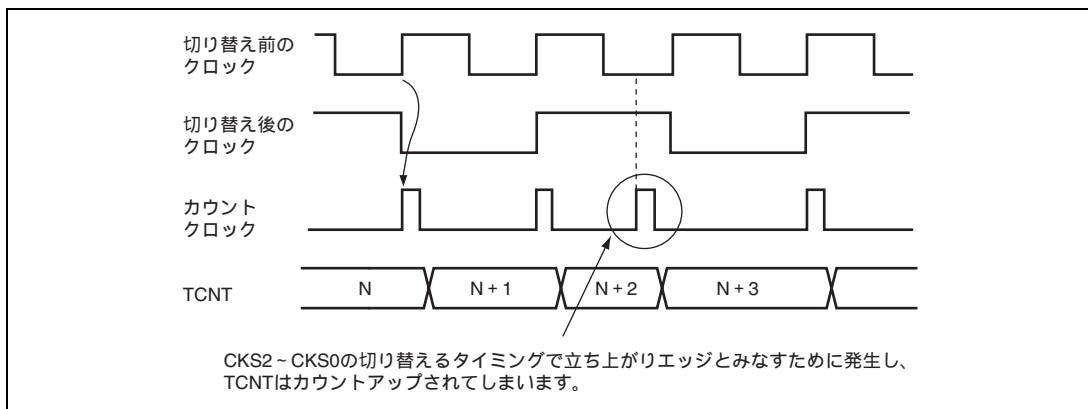 切り替え前の
クロック
切り替え後の
クロック
カウント
クロック
TCNT
N
N + 1
N + 2
N + 3
CKS2 ~ CKS0の切り替えるタイミングで立ち上がりエッジとみなすために発生し、
TCNTはカウントアップされてしまいます。